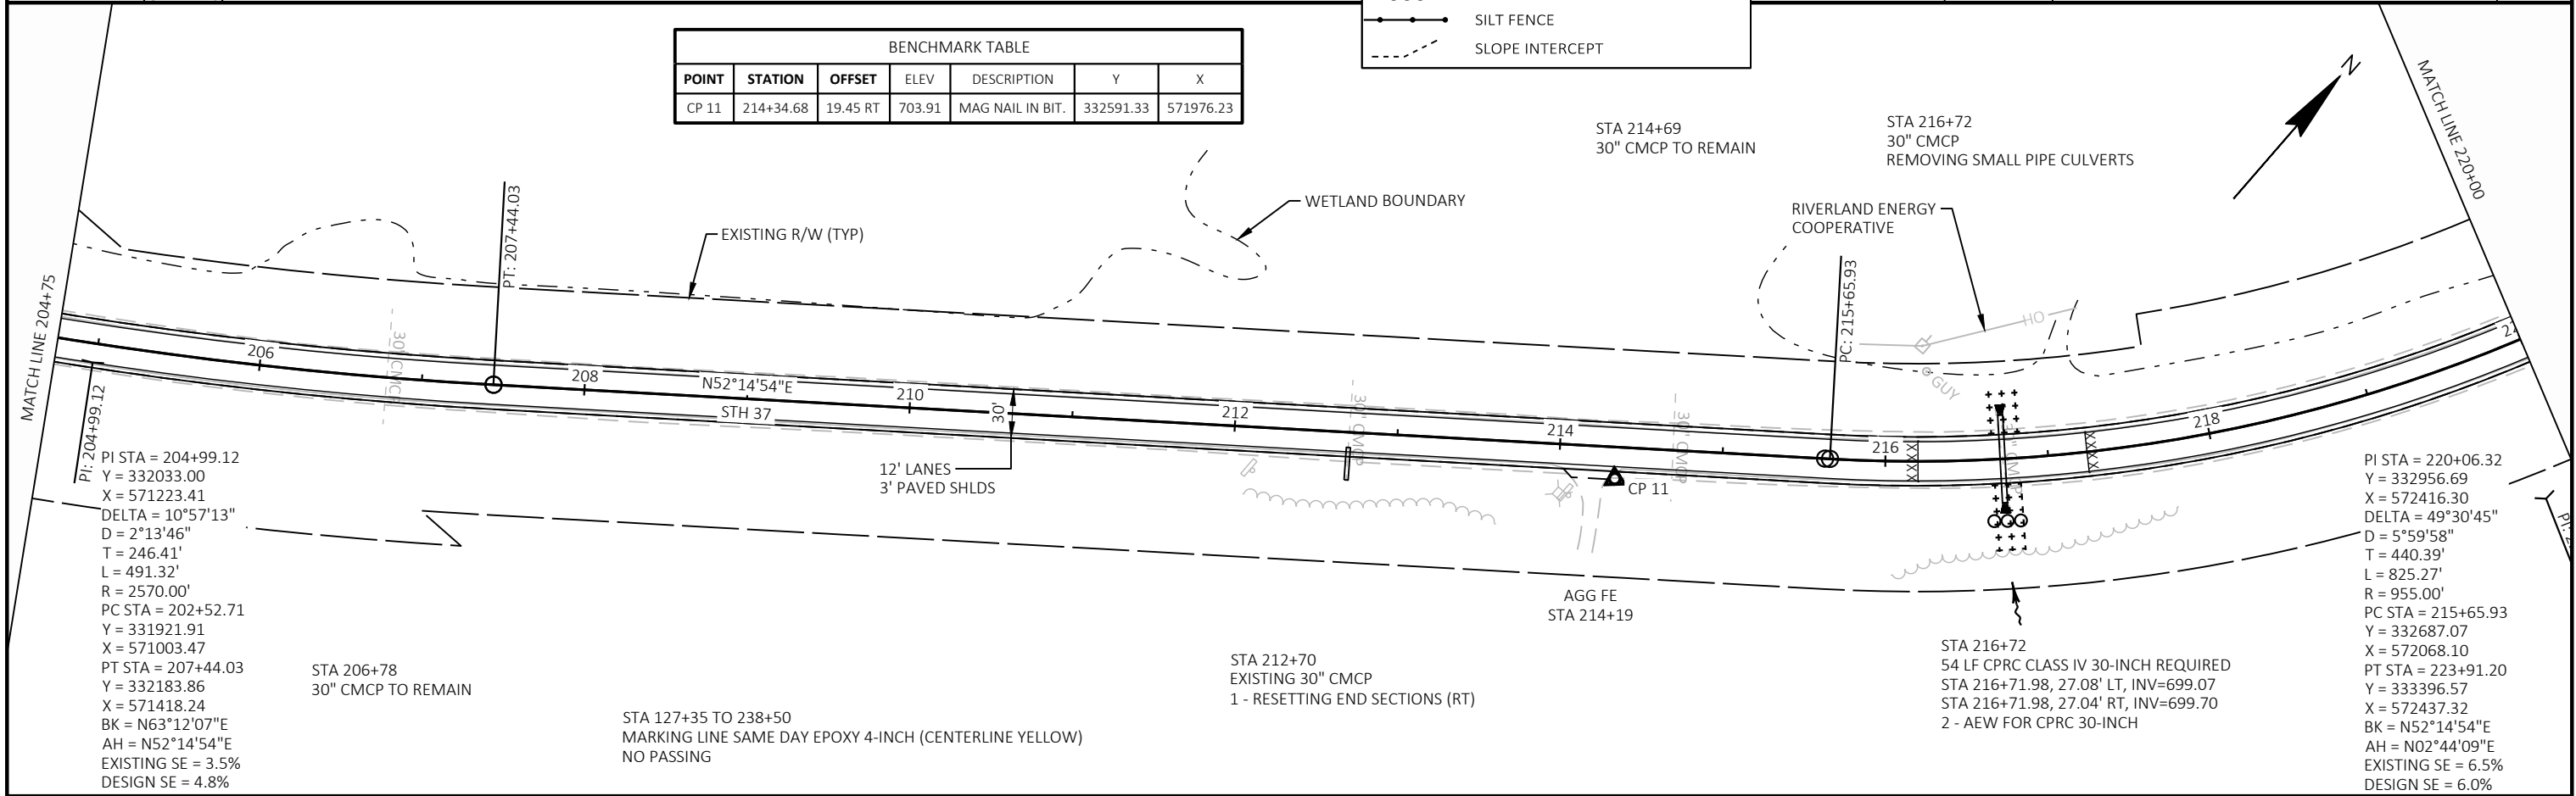 SILT FENCE
SLOPE INTERCEPT
BENCHMARK TABLE
POINT STATION OFFSET ELEV DESCRIPTION Y X
CP 11 214+34.68 19.45 RT 703.91 MAG NAIL IN BIT. 332591.33 571976.23
N
MATCH LINE 220+00
STA 214+69
30" CMCP TO REMAIN
STA 216+72
30" CMCP
REMOVING SMALL PIPE CULVERTS
WETLAND BOUNDARY
RIVERLAND ENERGY
COOPERATIVE
EXISTING R/W (TYP)
PT: 207+44.03
PC: 215+65.93
MATCH LINE 204+75
PI: 204+99.12
OH
GUY
30" CMCP
30" CMCP
30" CMCP
30" CMCP
206
208
N52°14'54"E
210
212
214
216
218
STH 37
30'
12' LANES
3' PAVED SHLDS
XXXX
XXXX
CP 11
AGG FE
STA 214+19
PI STA = 204+99.12
Y = 332033.00
X = 571223.41
DELTA = 10°57'13"
D = 2°13'46"
T = 246.41'
L = 491.32'
R = 2570.00'
PC STA = 202+52.71
Y = 331921.91
X = 571003.47
PT STA = 207+44.03
Y = 332183.86
X = 571418.24
BK = N63°12'07"E
AH = N52°14'54"E
EXISTING SE = 3.5%
DESIGN SE = 4.8%
STA 206+78
30" CMCP TO REMAIN
STA 127+35 TO 238+50
MARKING LINE SAME DAY EPOXY 4-INCH (CENTERLINE YELLOW)
NO PASSING
STA 212+70
EXISTING 30" CMCP
1 - RESETTING END SECTIONS (RT)
STA 216+72
54 LF CPRC CLASS IV 30-INCH REQUIRED
STA 216+71.98, 27.08' LT, INV=699.07
STA 216+71.98, 27.04' RT, INV=699.70
2 - AEW FOR CPRC 30-INCH
PI STA = 220+06.32
Y = 332956.69
X = 572416.30
DELTA = 49°30'45"
D = 5°59'58"
T = 440.39'
L = 825.27'
R = 955.00'
PC STA = 215+65.93
Y = 332687.07
X = 572068.10
PT STA = 223+91.20
Y = 333396.57
X = 572437.32
BK = N52°14'54"E
AH = N02°44'09"E
EXISTING SE = 6.5%
DESIGN SE = 6.0%